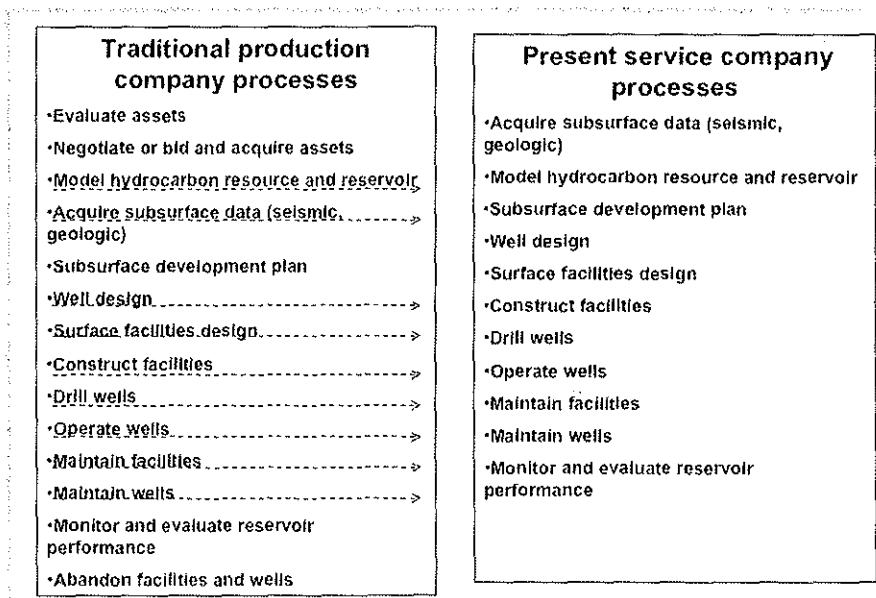 Traditional production
company processes
•Evaluate assets
•Negotiate or bid and acquire assets
•Model hydrocarbon resource and reservoir
•Acquire subsurface data (seismic,
geologic)
•Subsurface development plan
•Well design
•Surface facilities design
•Construct facilities
•Drill wells
•Operate wells
•Maintain facilities
•Maintain wells
•Monitor and evaluate reservoir
performance
•Abandon facilities and wells
Present service company
processes
•Acquire subsurface data (seismic,
geologic)
•Model hydrocarbon resource and reservoir
•Subsurface development plan
•Well design
•Surface facilities design
•Construct facilities
•Drill wells
•Operate wells
•Maintain facilities
•Maintain wells
•Monitor and evaluate reservoir
performance